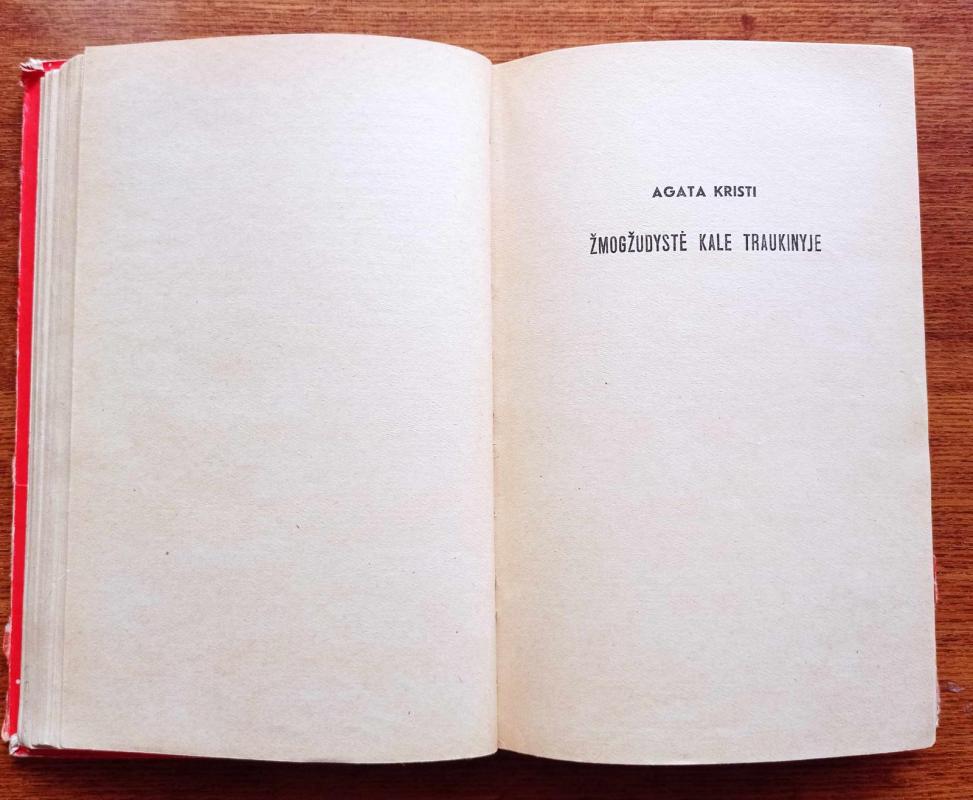 AGATA KRISTI
ŽMOGŽUDYSTĖ KALE TRAUKINYJE